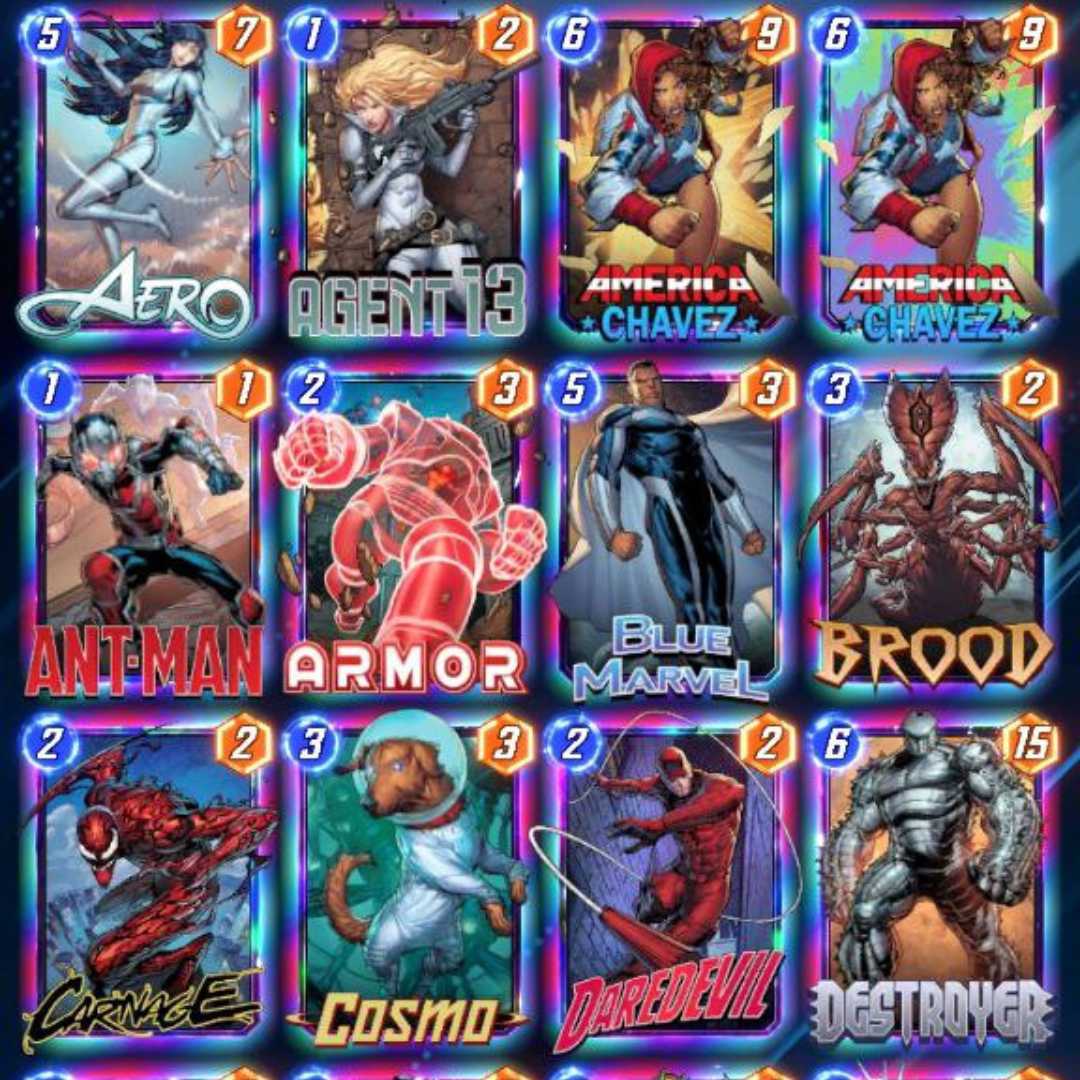 5 7 1 2 6 9 6 9
AERO AGENT 13 AMERICA AMERICA
CHAVEZ CHAVEZ
1 1 2 3 5 3 3 2
ANT-MAN ARMOR BLUE BROOD
MARVEL
2 2 3 3 2 2 6 15
CARNAGE COSMO DAREDEVIL DESTROYER